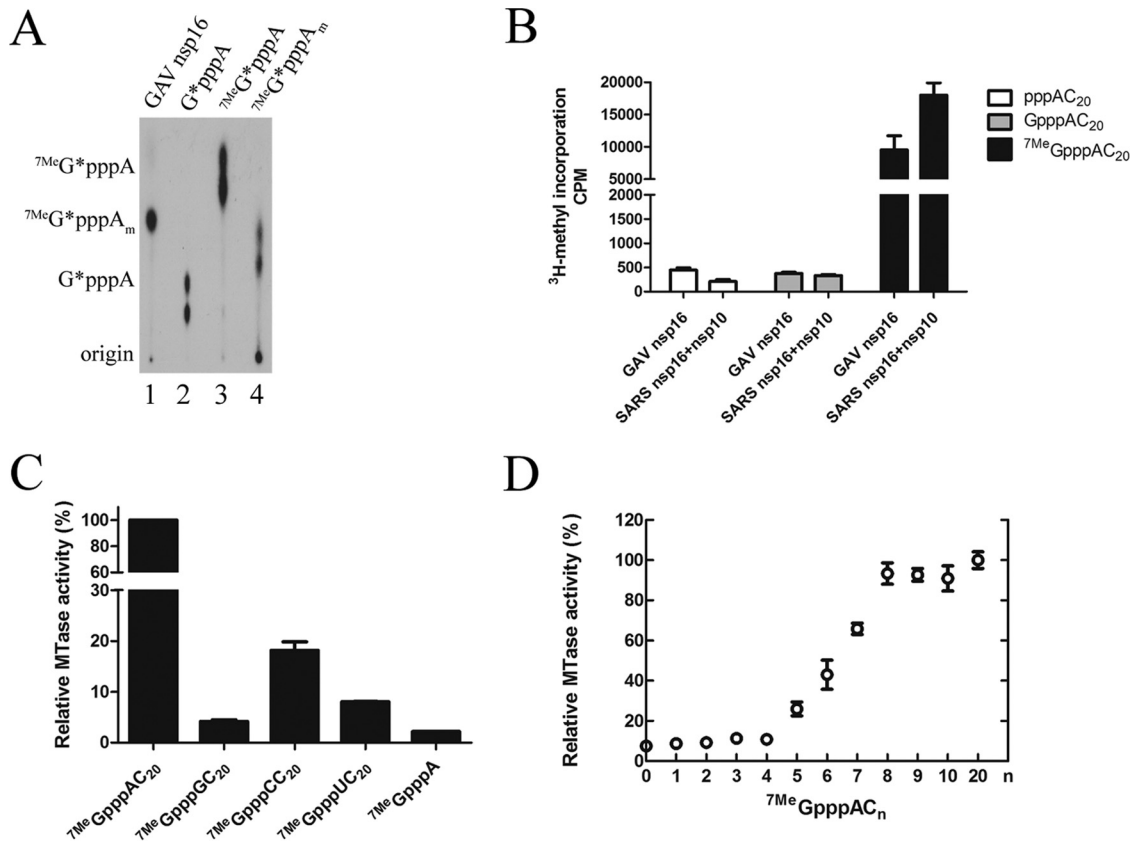 A
GAV nsp16
G*pppA
7MeG*pppA
7MeG*pppAm
7MeG*pppA
7MeG*pppAm
G*pppA
origin
1 2 3 4
B
3H-methyl incorporation
CPM
20000
15000
10000
5000
2000
1500
1000
500
0
GAV nsp16
SARS nsp16+nsp10
GAV nsp16
SARS nsp16+nsp10
GAV nsp16
SARS nsp16+nsp10
pppAC20
GpppAC20
7MeGpppAC20
C
Relative MTase activity (%)
100
80
60
30
20
10
0
7MeGpppAC20
7MeGpppGC20
7MeGpppCC20
7MeGpppUC20
7MeGpppA
D
Relative MTase activity (%)
120
100
80
60
40
20
0
0 1 2 3 4 5 6 7 8 9 10 20 n
7MeGpppACn